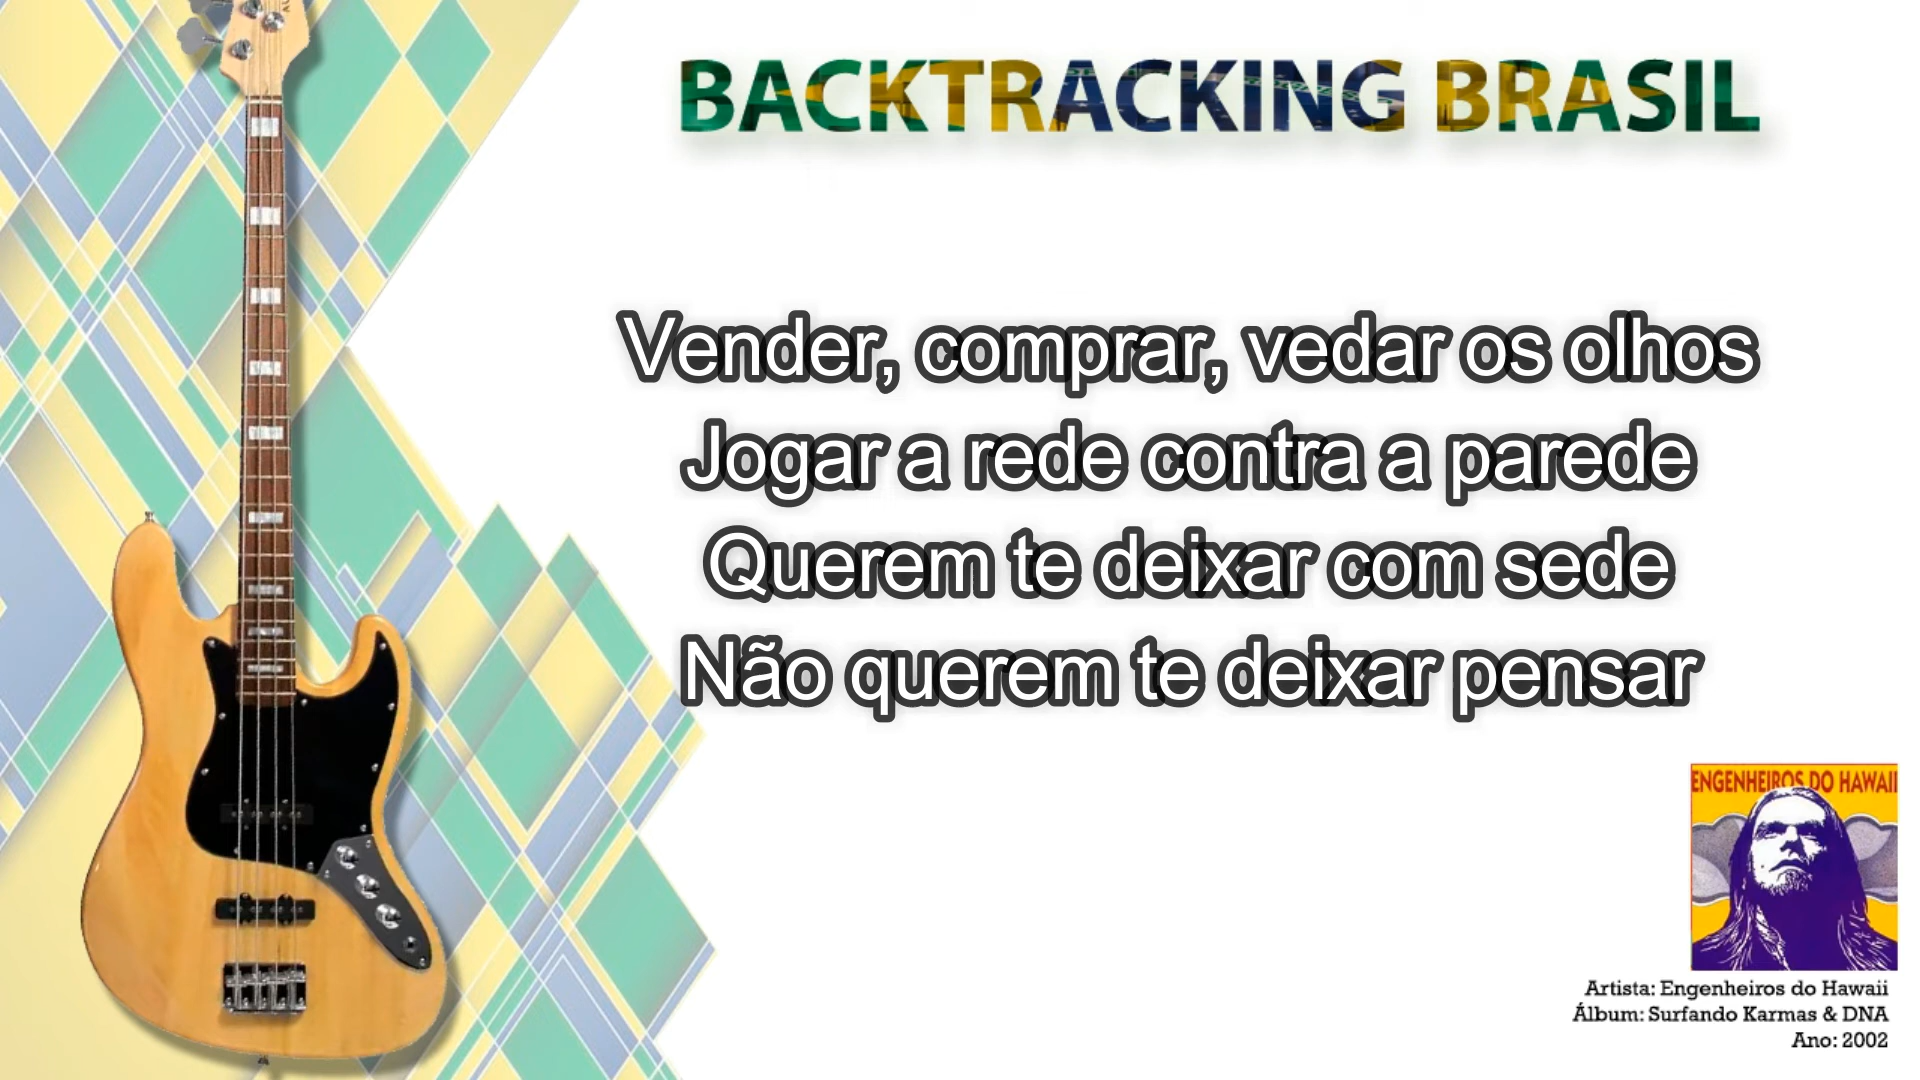 BACKTRACKING BRASIL
Vender, comprar, vedar os olhos
Jogar a rede contra a parede
Querem te deixar com sede
Não querem te deixar pensar
ENGENHEIROS DO HAWAII
Artista: Engenheiros do Hawaii
Álbum: Surfando Karmas & DNA
Ano: 2002